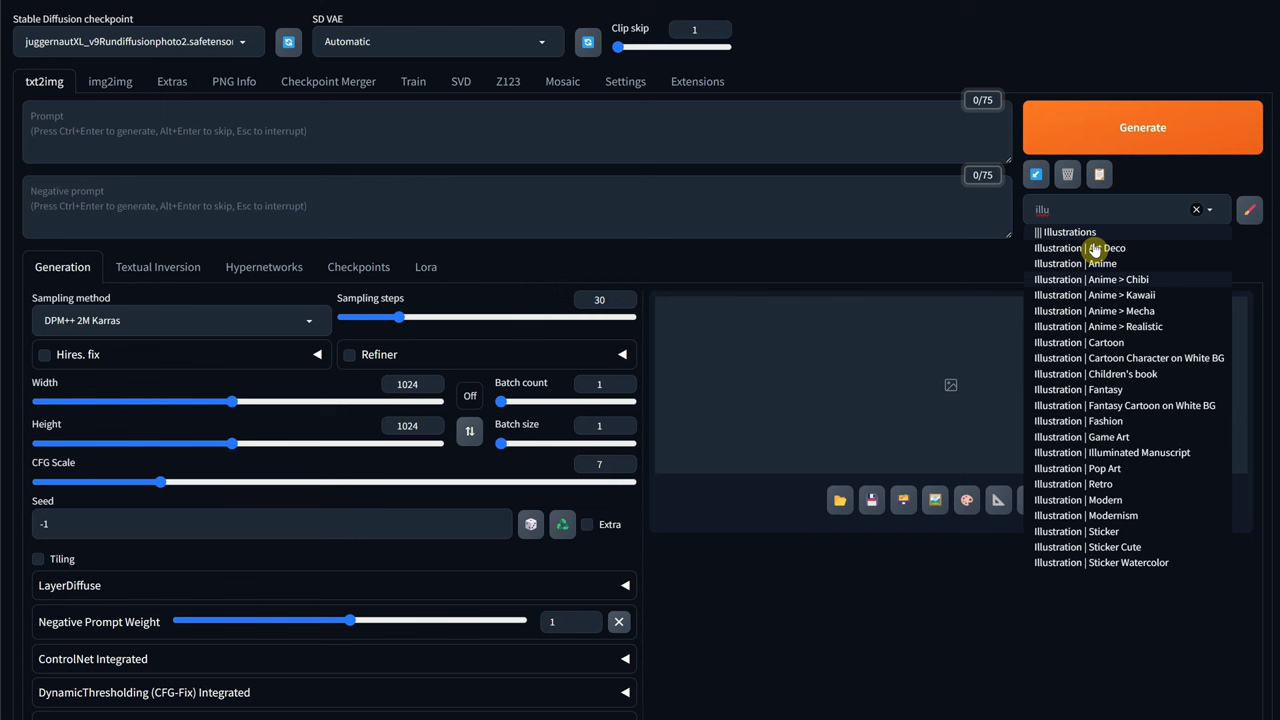 Stable Diffusion checkpoint
SD VAE
Clip skip
1
juggernautXL_v9Rundiffusionphoto2.safetensor
Automatic
txt2img
img2img
Extras
PNG Info
Checkpoint Merger
Train
SVD
Z123
Mosaic
Settings
Extensions
0/75
Prompt
(Press Ctrl+Enter to generate, Alt+Enter to skip, Esc to interrupt)
Generate
0/75
Negative prompt
(Press Ctrl+Enter to generate, Alt+Enter to skip, Esc to interrupt)
illu
||| Illustrations
Illustration | Art Deco
Illustration | Anime
Illustration | Anime > Chibi
Illustration | Anime > Kawaii
Illustration | Anime > Mecha
Illustration | Anime > Realistic
Illustration | Cartoon
Illustration | Cartoon Character on White BG
Illustration | Children's book
Illustration | Fantasy
Illustration | Fantasy Cartoon on White BG
Illustration | Fashion
Illustration | Game Art
Illustration | Illuminated Manuscript
Illustration | Pop Art
Illustration | Retro
Illustration | Modern
Illustration | Modernism
Illustration | Sticker
Illustration | Sticker Cute
Illustration | Sticker Watercolor
Generation
Textual Inversion
Hypernetworks
Checkpoints
Lora
Sampling method
Sampling steps
30
DPM++ 2M Karras
Hires. fix
Refiner
Width
1024
Off
Batch count
1
Height
1024
Batch size
1
CFG Scale
7
Seed
-1
Extra
Tiling
LayerDiffuse
Negative Prompt Weight
1
ControlNet Integrated
DynamicThresholding (CFG-Fix) Integrated